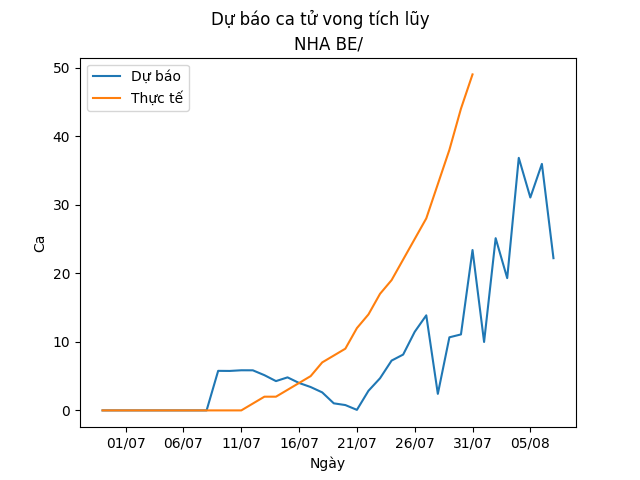 Dự báo ca tử vong tích lũy
NHA BE/
Dự báo
Thực tế
50
40
30
20
10
0
Ca
01/07 06/07 11/07 16/07 21/07 26/07 31/07 05/08
Ngày